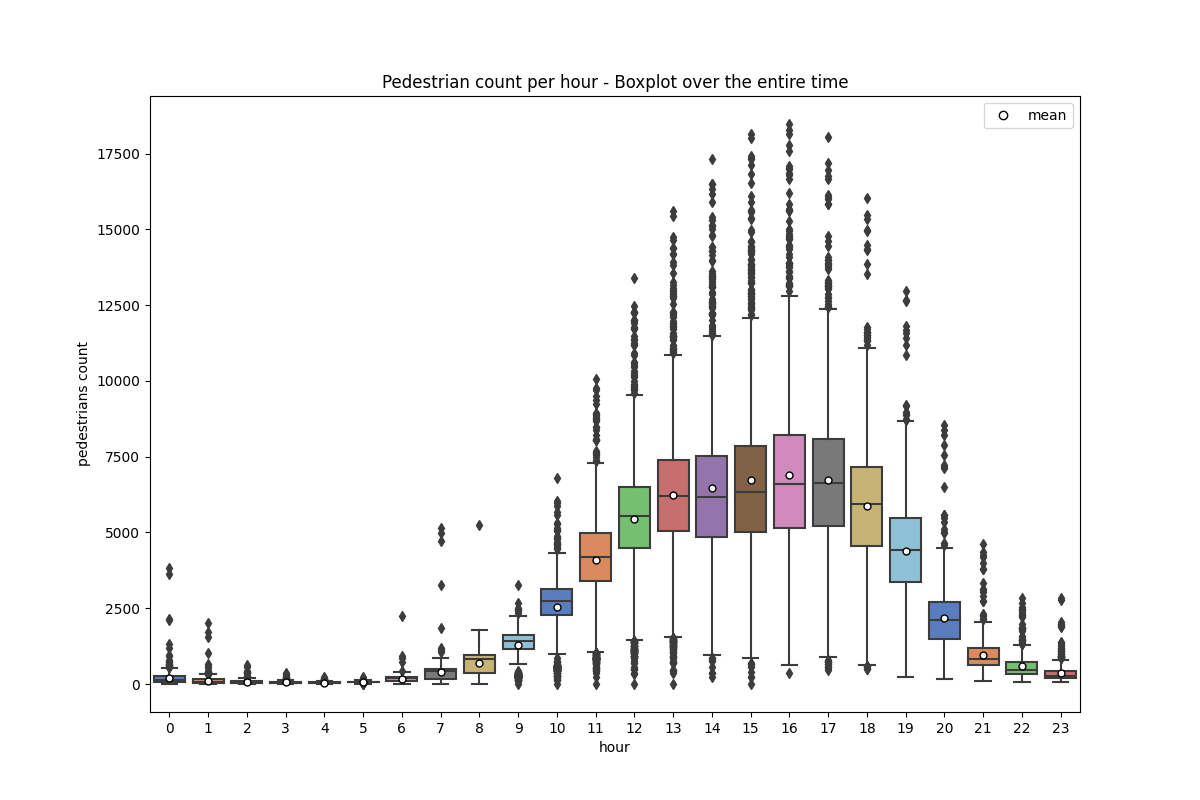 Pedestrian count per hour - Boxplot over the entire time
mean
pedestrians count
17500
15000
12500
10000
7500
5000
2500
0
0 1 2 3 4 5 6 7 8 9 10 11 12 13 14 15 16 17 18 19 20 21 22 23
hour